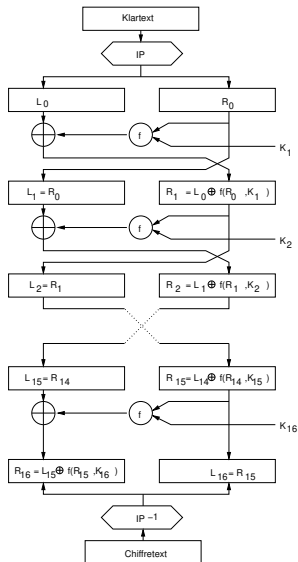 Klartext
IP
L0 R0
f
K1
L1 = R0 R1 = L0 ⊕ f(R0 ,K1 )
f
K2
L2 = R1 R2 = L1 ⊕ f(R1 ,K2 )
L15 = R14 R15 = L14 ⊕ f(R14 ,K15 )
f
K16
R16 = L15 ⊕ f(R15 ,K16 ) L16 = R15
IP −1
Chiffretext